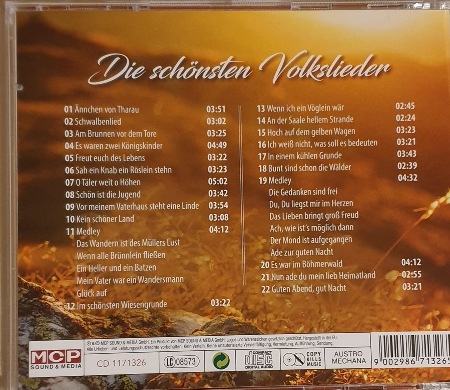 Die schönsten Volkslieder
01 Ännchen von Tharau 03:51
02 Schwalbenlied 03:02
03 Am Brunnen vor dem Tore 03:25
04 Es waren zwei Königskinder 04:49
05 Freut euch des Lebens 03:22
06 Sah ein Knab ein Röslein stehn 03:23
07 O Täler weit o Höhen 05:02
08 Schön ist die Jugend 03:42
09 Vor meinem Vaterhaus steht eine Linde 03:54
10 Kein schöner Land 03:08
11 Medley 04:12
Das Wandern ist des Müllers Lust
Wenn alle Brünnlein fließen
Ein Heller und ein Batzen
Mein Vater war ein Wandersmann
Glück auf
12 Im schönsten Wiesengrunde 03:22
13 Wenn ich ein Vöglein wär 02:45
14 An der Saale hellem Strande 02:24
15 Hoch auf dem gelben Wagen 03:23
16 Ich weiß nicht, was soll es bedeuten 03:21
17 In einem kühlen Grunde 03:43
18 Bunt sind schon die Wälder 02:39
19 Medley 04:32
Die Gedanken sind frei
Du, Du liegst mir im Herzen
Das Lieben bringt groß Freud
Ach, wie ist's möglich dann
Der Mond ist aufgegangen
Ade zur guten Nacht
20 Es war im Böhmerwald 04:12
21 Nun ade du mein lieb Heimatland 02:55
22 Guten Abend, gut Nacht 03:21
MCP
SOUND & MEDIA
CD 171/1326
LC 08573
COMPACT
disc
DIGITAL AUDIO
COPY
KILLS
MUSIC
AUSTRO
MECHANA
9 002986 713265